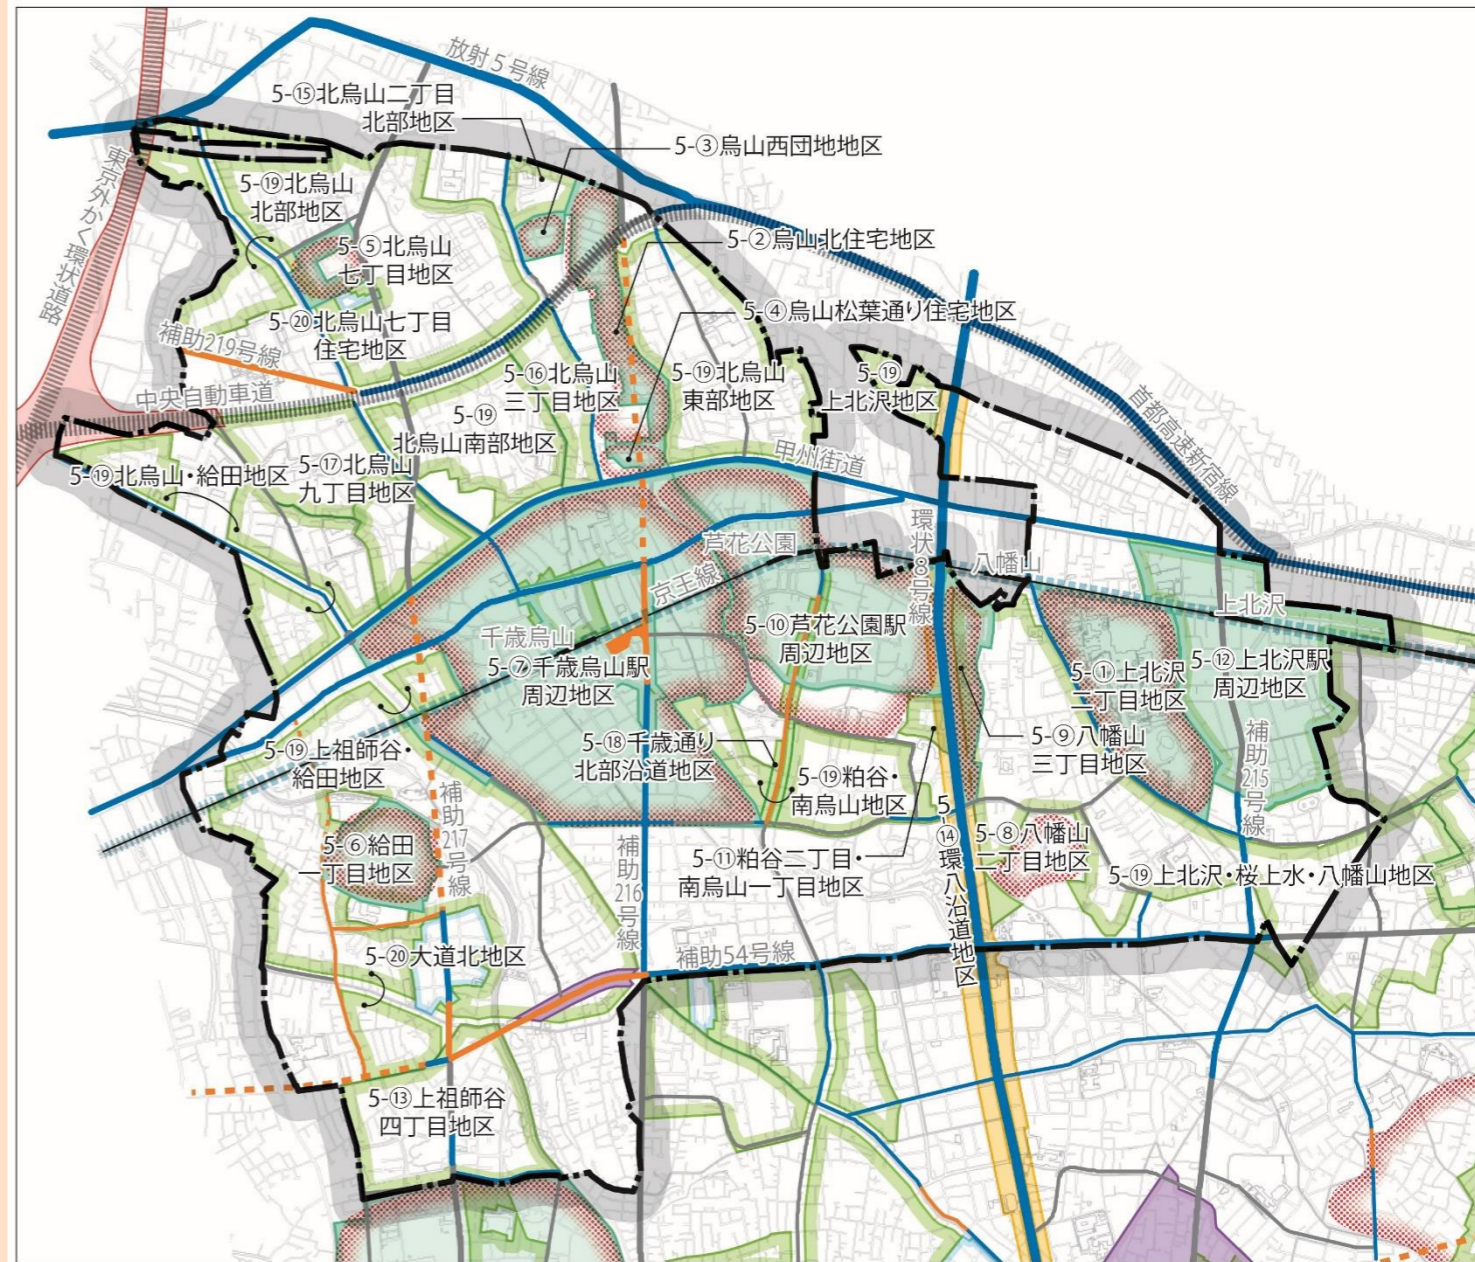 放射５号線
5-⑮北烏山二丁目
北部地区
5-③烏山西団地地区
東京外かく環状道路
5-⑲北烏山
北部地区
5-②烏山北住宅地区
5-⑤北烏山
七丁目地区
5-④烏山松葉通り住宅地区
5-⑳北烏山七丁目
住宅地区
補助219号線
中央自動車道
5-⑯北烏山
三丁目地区
5-⑲北烏山
東部地区
5-⑲
上北沢地区
首都高速新宿線
5-⑲
北烏山南部地区
5-⑰北烏山
九丁目地区
5-⑲北烏山・給田地区
甲州街道
芦花公園
環状８号線
八幡山
京王線
上北沢
千歳烏山
5-⑦千歳烏山駅
周辺地区
5-⑩芦花公園駅
周辺地区
5-①上北沢
一丁目地区
5-⑫上北沢駅
周辺地区
5-⑲上祖師谷・
給田地区
5-⑱千歳通り
北部沿道地区
5-⑲粕谷・
南烏山地区
5-⑨八幡山
三丁目地区
補助215号線
補助217号線
5-⑥給田
一丁目地区
補助216号線
5-⑪粕谷二丁目・
南烏山一丁目地区
5-⑭環八沿道地区
5-⑧八幡山
二丁目地区
5-⑲上北沢・桜上水・八幡山地区
5-⑳大道北地区
補助54号線
5-⑬上祖師谷
四丁目地区